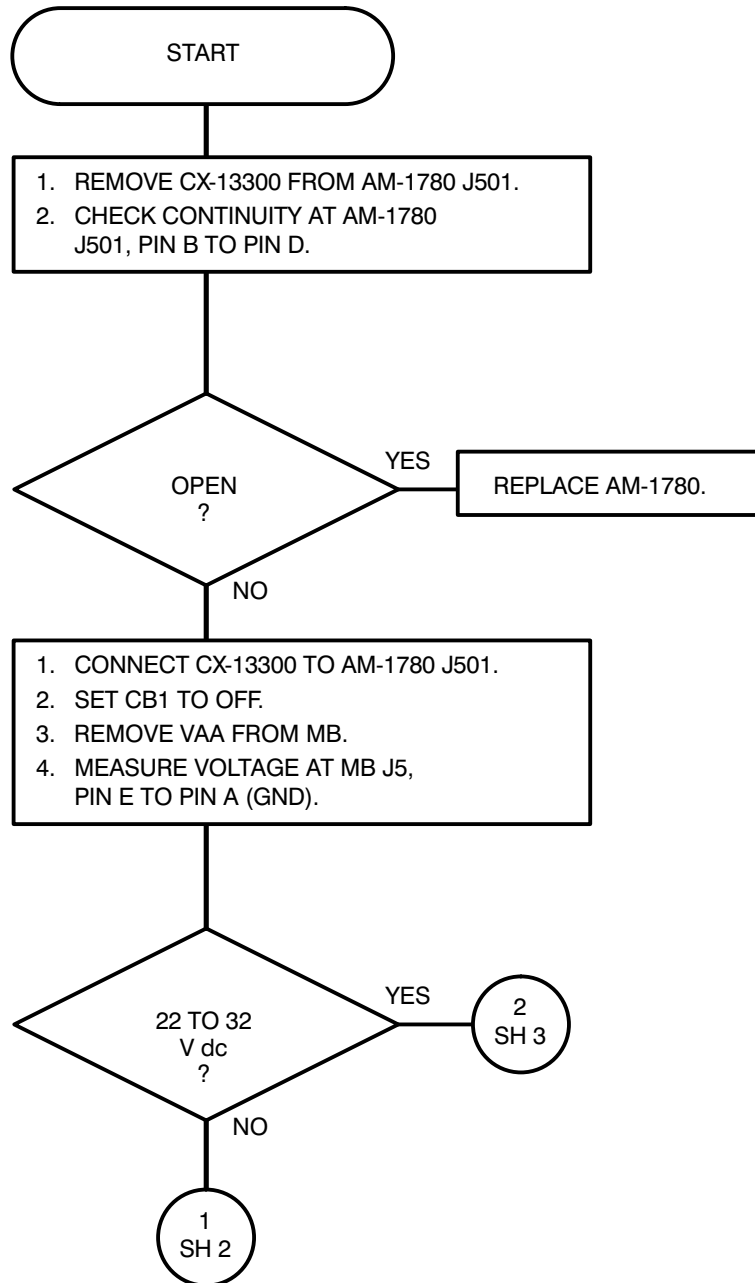 START
1. REMOVE CX-13300 FROM AM-1780 J501.
2. CHECK CONTINUITY AT AM-1780
J501, PIN B TO PIN D.
OPEN
?
YES
REPLACE AM-1780.
NO
1. CONNECT CX-13300 TO AM-1780 J501.
2. SET CB1 TO OFF.
3. REMOVE VAA FROM MB.
4. MEASURE VOLTAGE AT MB J5,
PIN E TO PIN A (GND).
22 TO 32
V dc
?
YES
2
SH 3
NO
1
SH 2